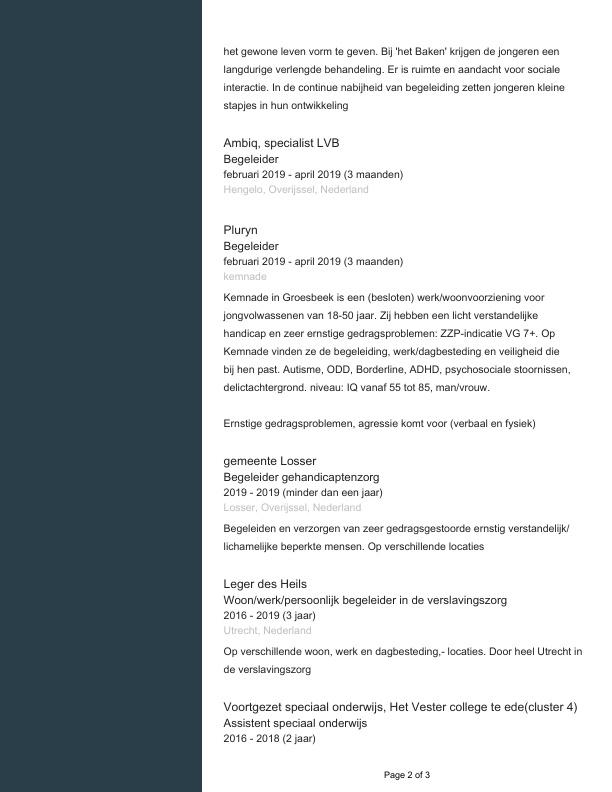 het gewone leven vorm te geven. Bij 'het Baken' krijgen de jongeren een
langdurige verlengde behandeling. Er is ruimte en aandacht voor sociale
interactie. In de continue nabijheid van begeleiding zetten jongeren kleine
stapjes in hun ontwikkeling
Ambiq, specialist LVB
Begeleider
februari 2019 - april 2019 (3 maanden)
Hengelo, Overijssel, Nederland
Pluryn
Begeleider
februari 2019 - april 2019 (3 maanden)
kemnade
Kemnade in Groesbeek is een (besloten) werk/woonvoorziening voor
jongvolwassenen van 18-50 jaar. Zij hebben een licht verstandelijke
handicap en zeer ernstige gedragsproblemen: ZZP-indicatie VG 7+. Op
Kemnade vinden ze de begeleiding, werk/dagbesteding en veiligheid die
bij hen past. Autisme, ODD, Borderline, ADHD, psychosociale stoornissen,
delictachtergrond. niveau: IQ vanaf 55 tot 85, man/vrouw.
Ernstige gedragsproblemen, agressie komt voor (verbaal en fysiek)
gemeente Losser
Begeleider gehandicaptenzorg
2019 - 2019 (minder dan een jaar)
Losser, Overijssel, Nederland
Begeleiden en verzorgen van zeer gedragsgestoorde ernstig verstandelijk/
lichamelijke beperkte mensen. Op verschillende locaties
Leger des Heils
Woon/werk/persoonlijk begeleider in de verslavingszorg
2016 - 2019 (3 jaar)
Utrecht, Nederland
Op verschillende woon, werk en dagbesteding,- locaties. Door heel Utrecht in
de verslavingszorg
Voortgezet speciaal onderwijs, Het Vester college te ede(cluster 4)
Assistent speciaal onderwijs
2016 - 2018 (2 jaar)
Page 2 of 3